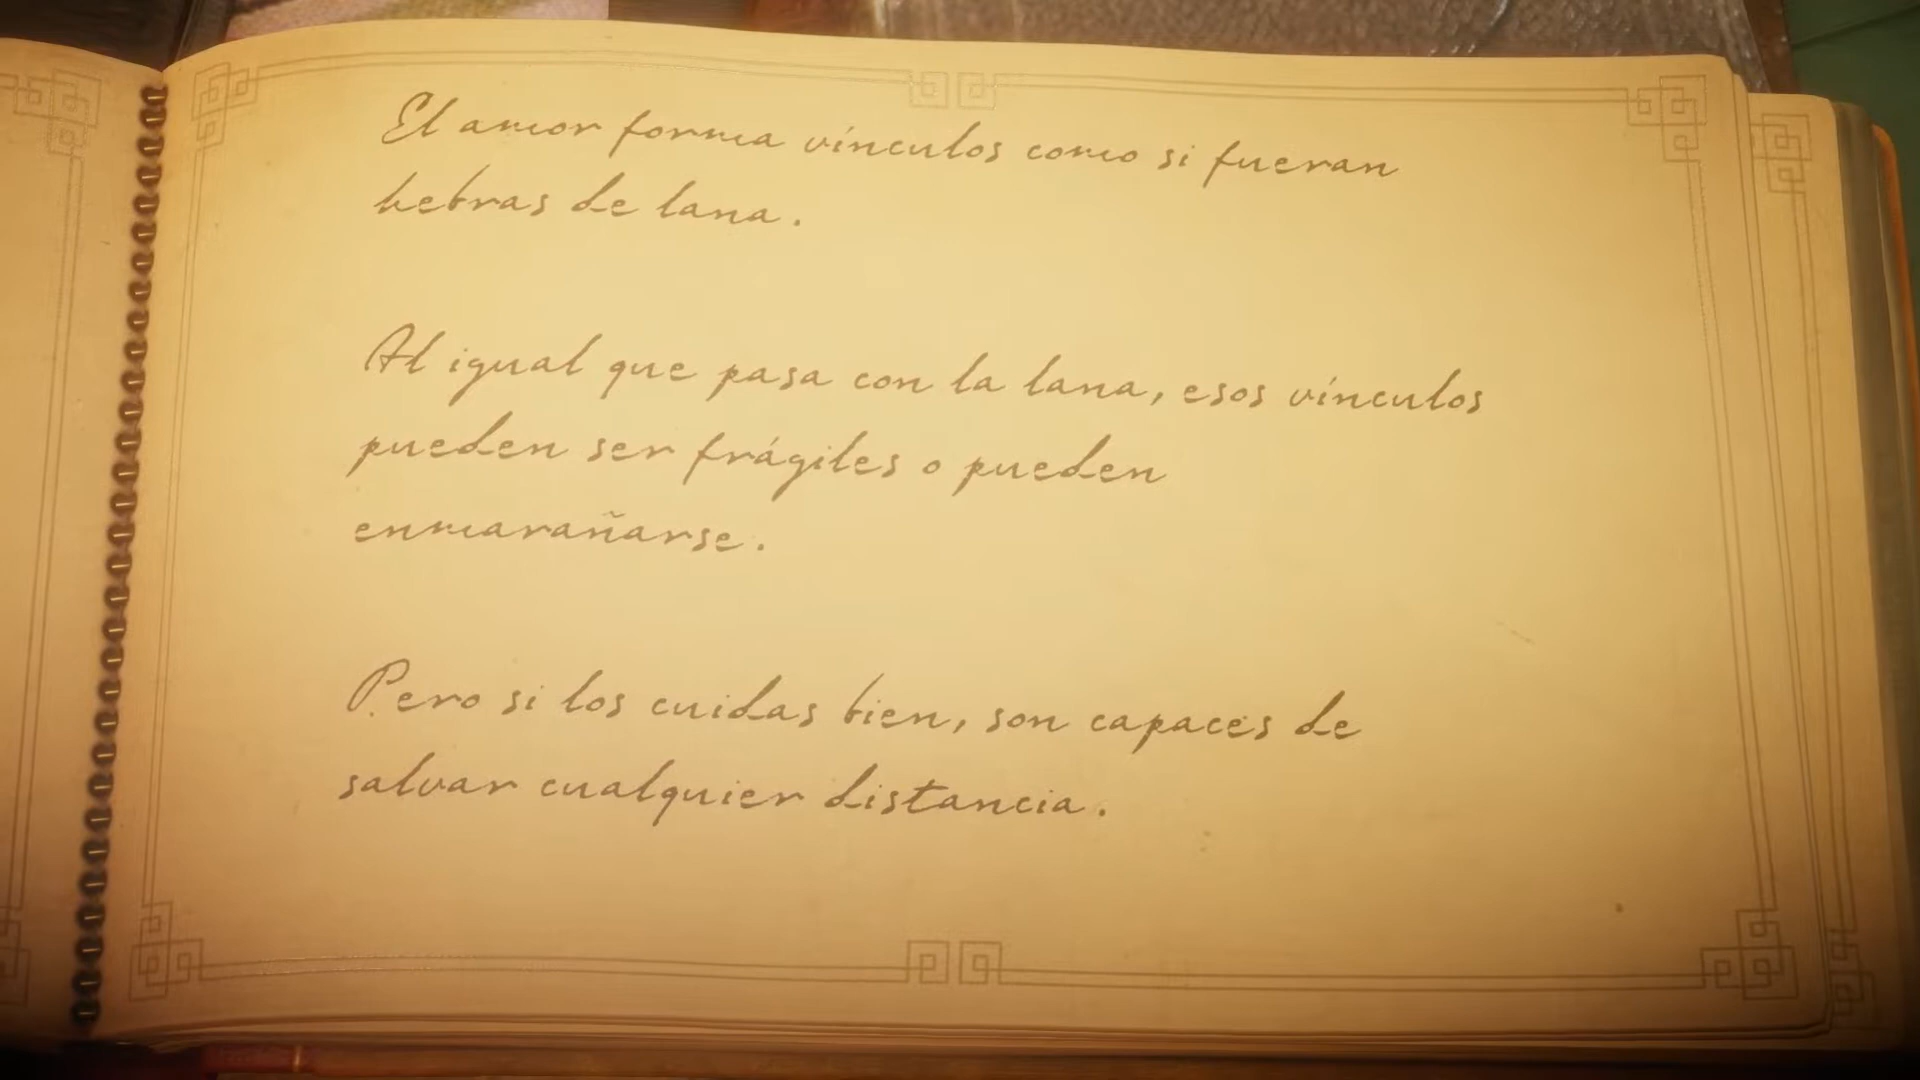 El amor forma vínculos como si fueran
hebras de lana.
Al igual que pasa con la lana, esos vínculos
pueden ser frágiles o pueden
enmarañarse.
Pero si los cuidas bien, son capaces de
salvar cualquier distancia.